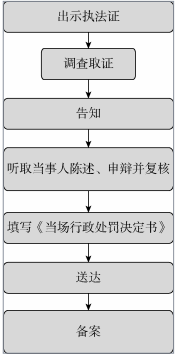 出示执法证
调查取证
告知
听取当事人陈述、申辩并复核
填写《当场行政处罚决定书》
送达
备案